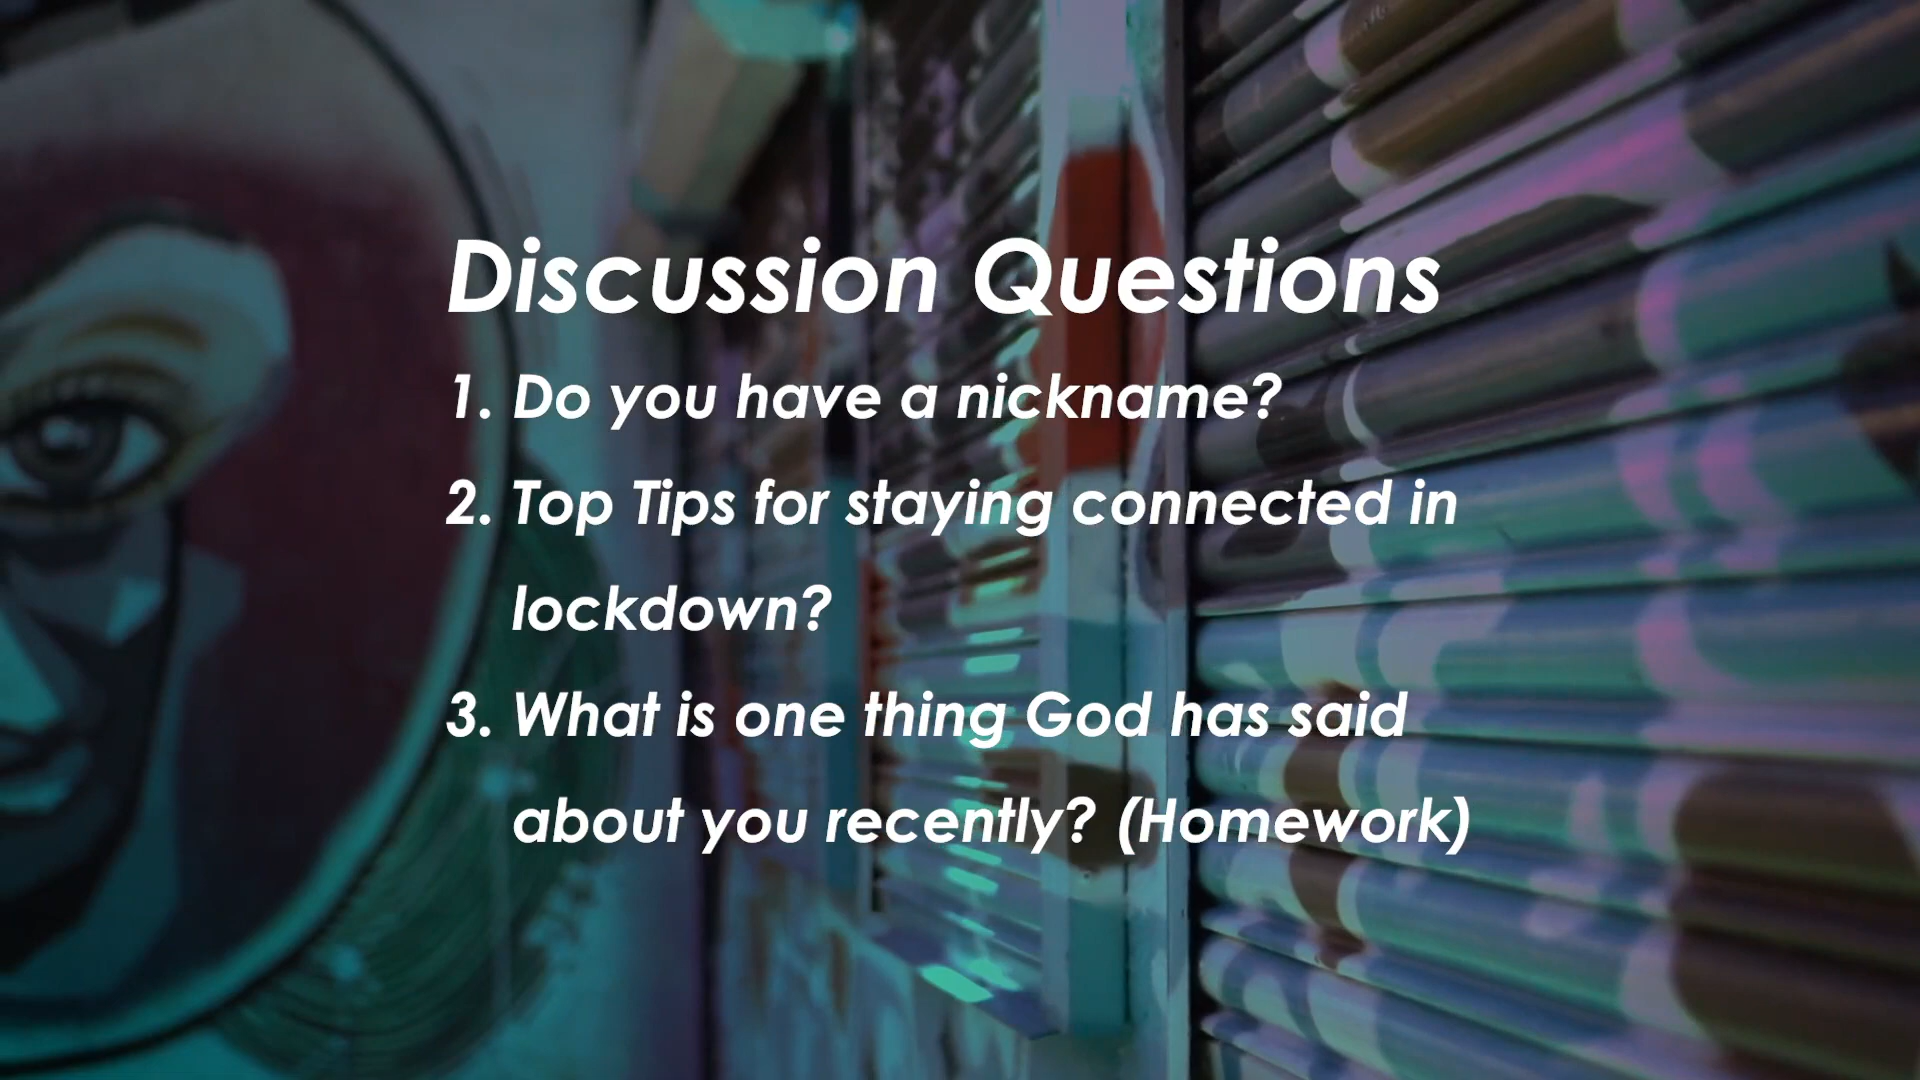 Discussion Questions
1. Do you have a nickname?
2. Top Tips for staying connected in
lockdown?
3. What is one thing God has said
about you recently? (Homework)